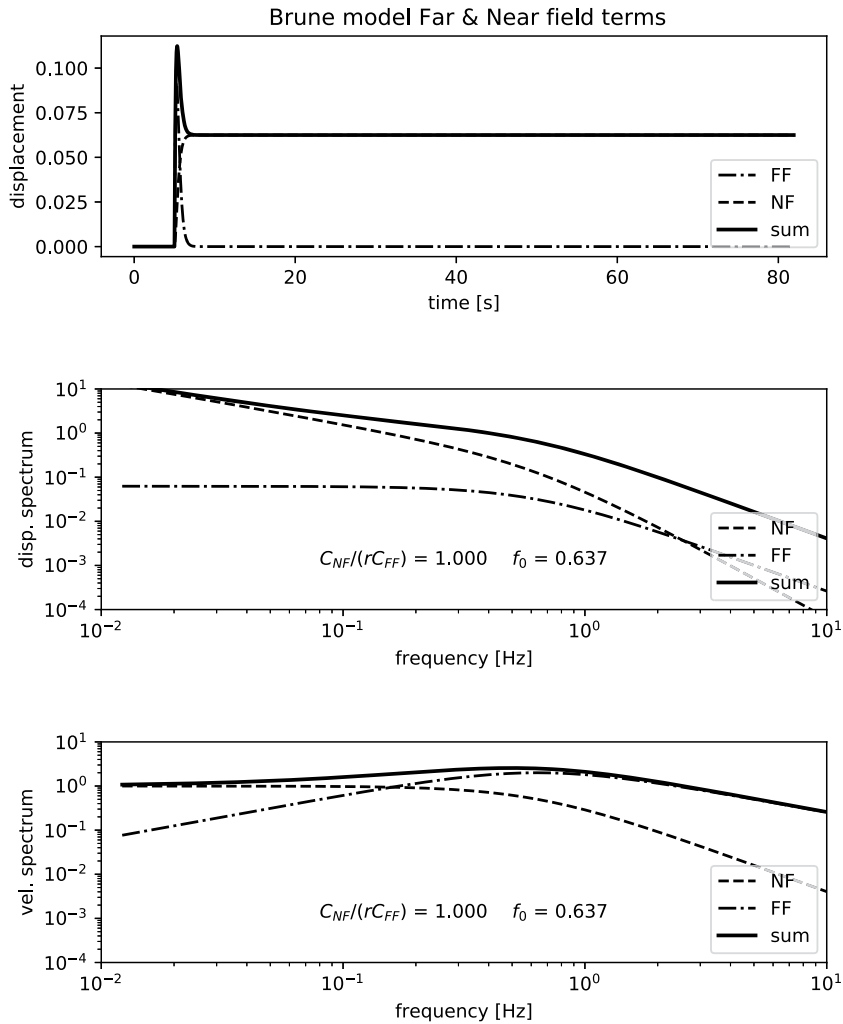 Brune model Far & Near field terms
displacement
0.100
0.075
0.050
0.025
0.000
FF
NF
sum
0 20 40 60 80
time [s]
disp. spectrum
10^1
10^0
10^-1
10^-2
10^-3
10^-4
C_NF/(rC_FF) = 1.000 f_0 = 0.637
NF
FF
sum
10^-2 10^-1 10^0 10^1
frequency [Hz]
vel. spectrum
10^1
10^0
10^-1
10^-2
10^-3
10^-4
C_NF/(rC_FF) = 1.000 f_0 = 0.637
NF
FF
sum
10^-2 10^-1 10^0 10^1
frequency [Hz]